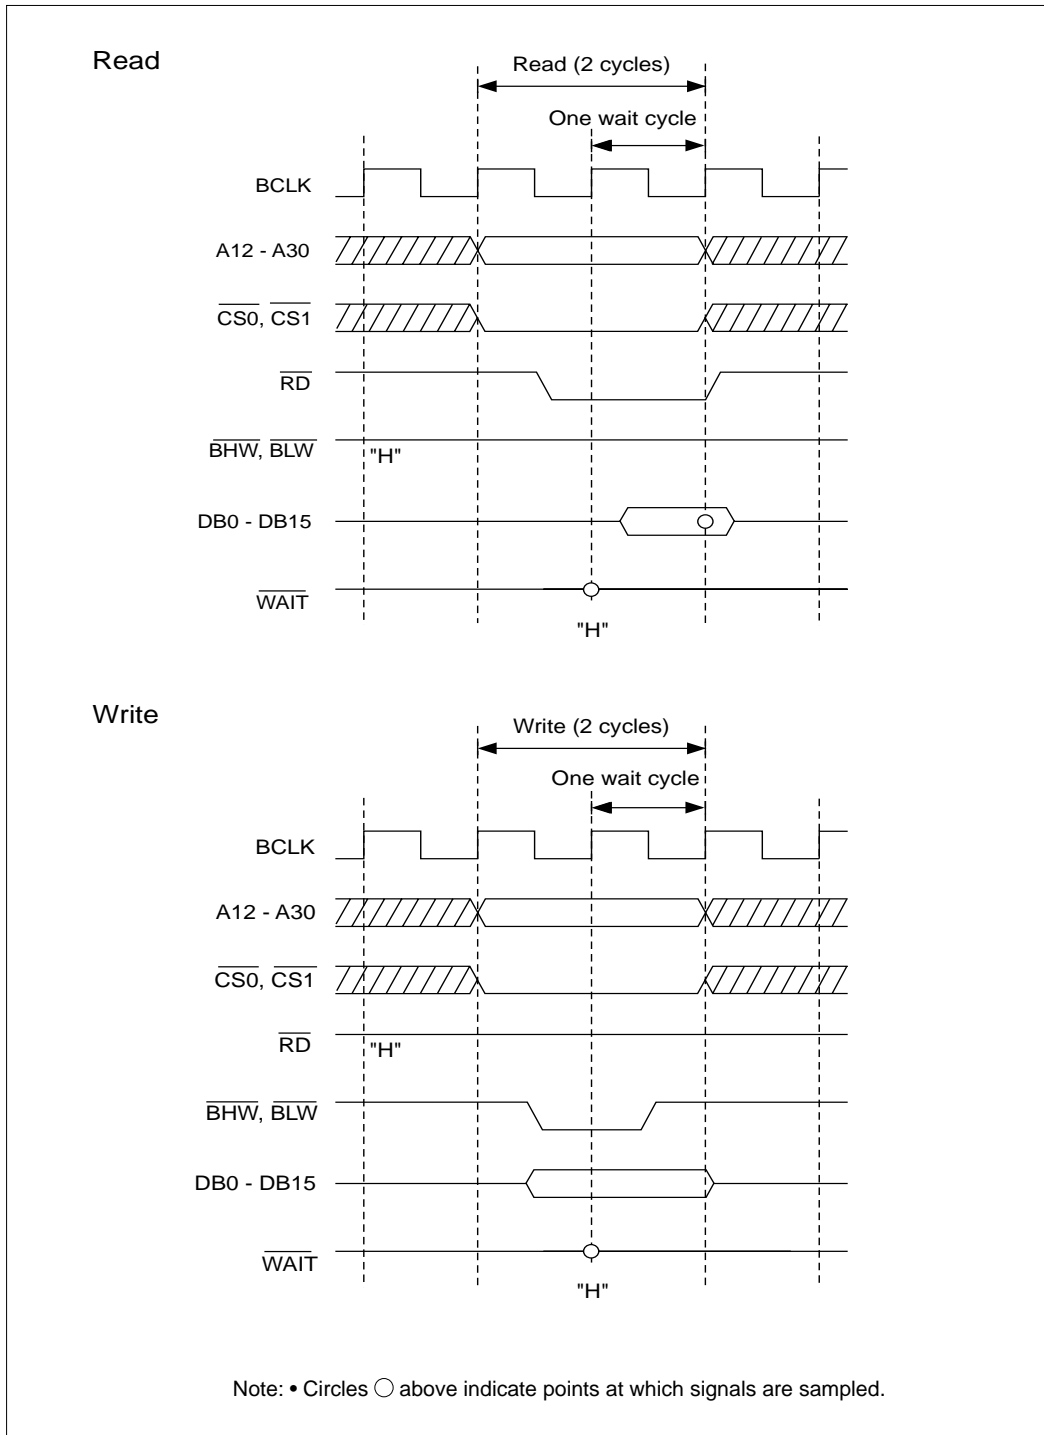 Read
Read (2 cycles)
One wait cycle
BCLK
A12 - A30
CS0, CS1
RD
BHW, BLW
"H"
DB0 - DB15
WAIT
"H"
Write
Write (2 cycles)
One wait cycle
BCLK
A12 - A30
CS0, CS1
RD
"H"
BHW, BLW
DB0 - DB15
WAIT
"H"
Note: • Circles ○ above indicate points at which signals are sampled.